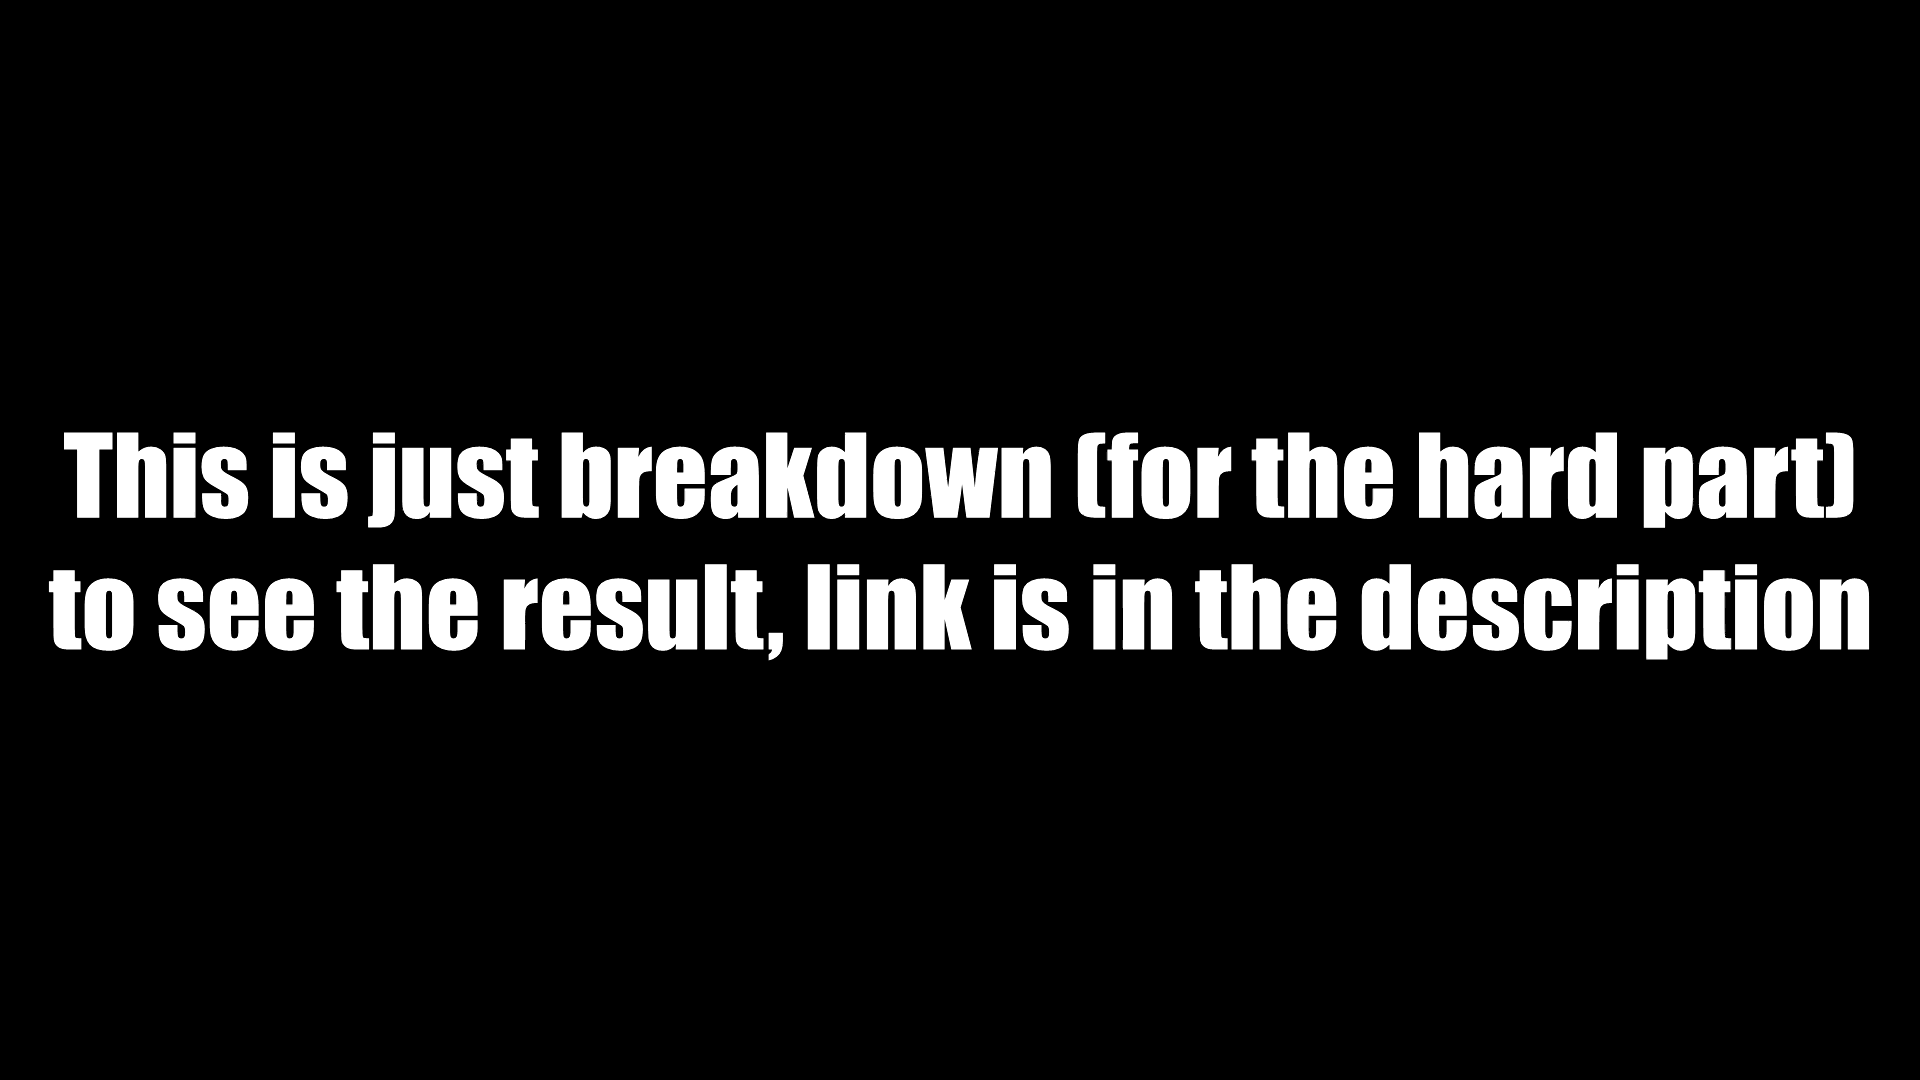 This is just breakdown (for the hard part)
to see the result, link is in the description